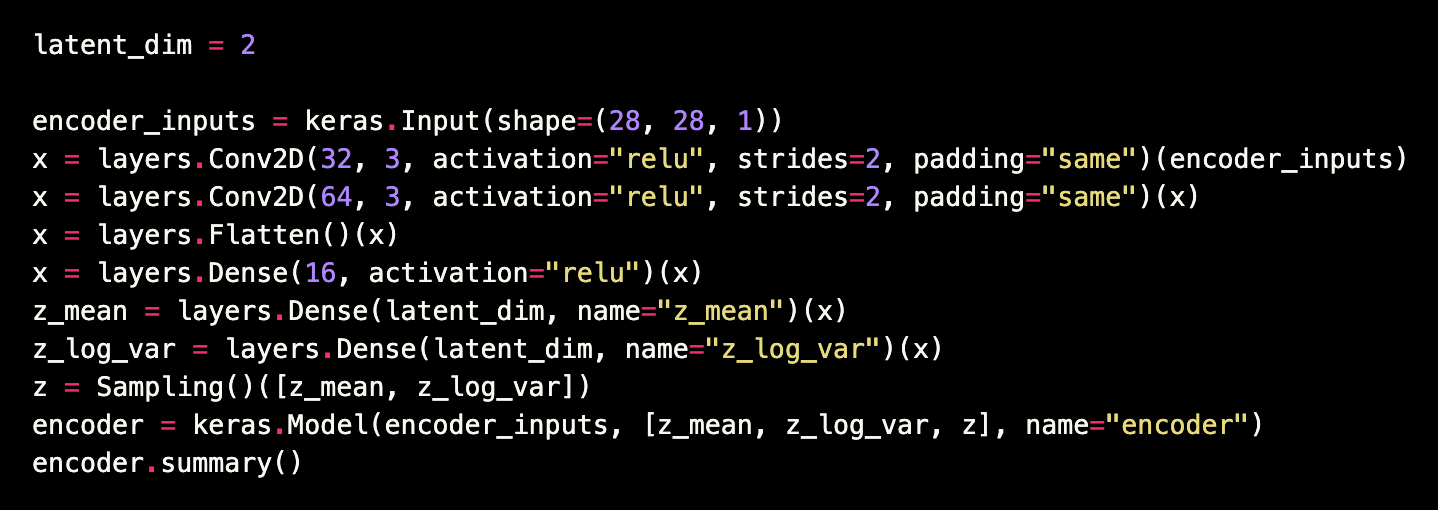 latent_dim = 2
encoder_inputs = keras.Input(shape=(28, 28, 1))
x = layers.Conv2D(32, 3, activation="relu", strides=2, padding="same")(encoder_inputs)
x = layers.Conv2D(64, 3, activation="relu", strides=2, padding="same")(x)
x = layers.Flatten()(x)
x = layers.Dense(16, activation="relu")(x)
z_mean = layers.Dense(latent_dim, name="z_mean")(x)
z_log_var = layers.Dense(latent_dim, name="z_log_var")(x)
z = Sampling()([z_mean, z_log_var])
encoder = keras.Model(encoder_inputs, [z_mean, z_log_var, z], name="encoder")
encoder.summary()